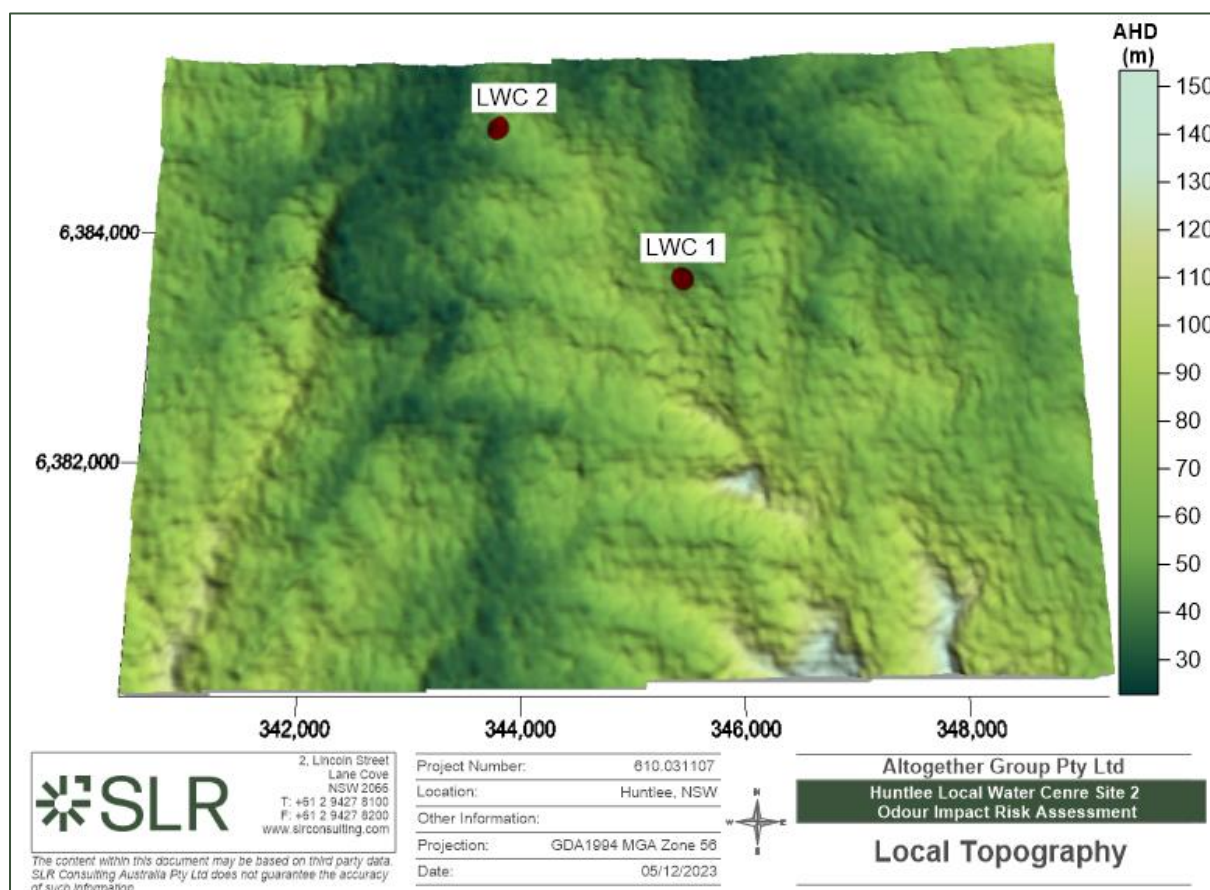 AHD
(m)
LWC 2
LWC 1
6,384,000
6,382,000
150
140
130
120
110
100
90
80
70
60
50
40
30
342,000
344,000
346,000
348,000
SLR
2, Lincoln Street
Lane Cove
NSW 2066
T: +61 2 9427 8100
F: +61 2 9427 8200
www.slrconsulting.com
The content within this document may be based on third party data.
SLR Consulting Australia Pty Ltd does not guarantee the accuracy
of such information
Project Number: 610.031107
Location: Huntlee, NSW
Other Information:
Projection: GDA1994 MGA Zone 56
Date: 05/12/2023
N
W E
S
Altogether Group Pty Ltd
Huntlee Local Water Cenre Site 2
Odour Impact Risk Assessment
Local Topography